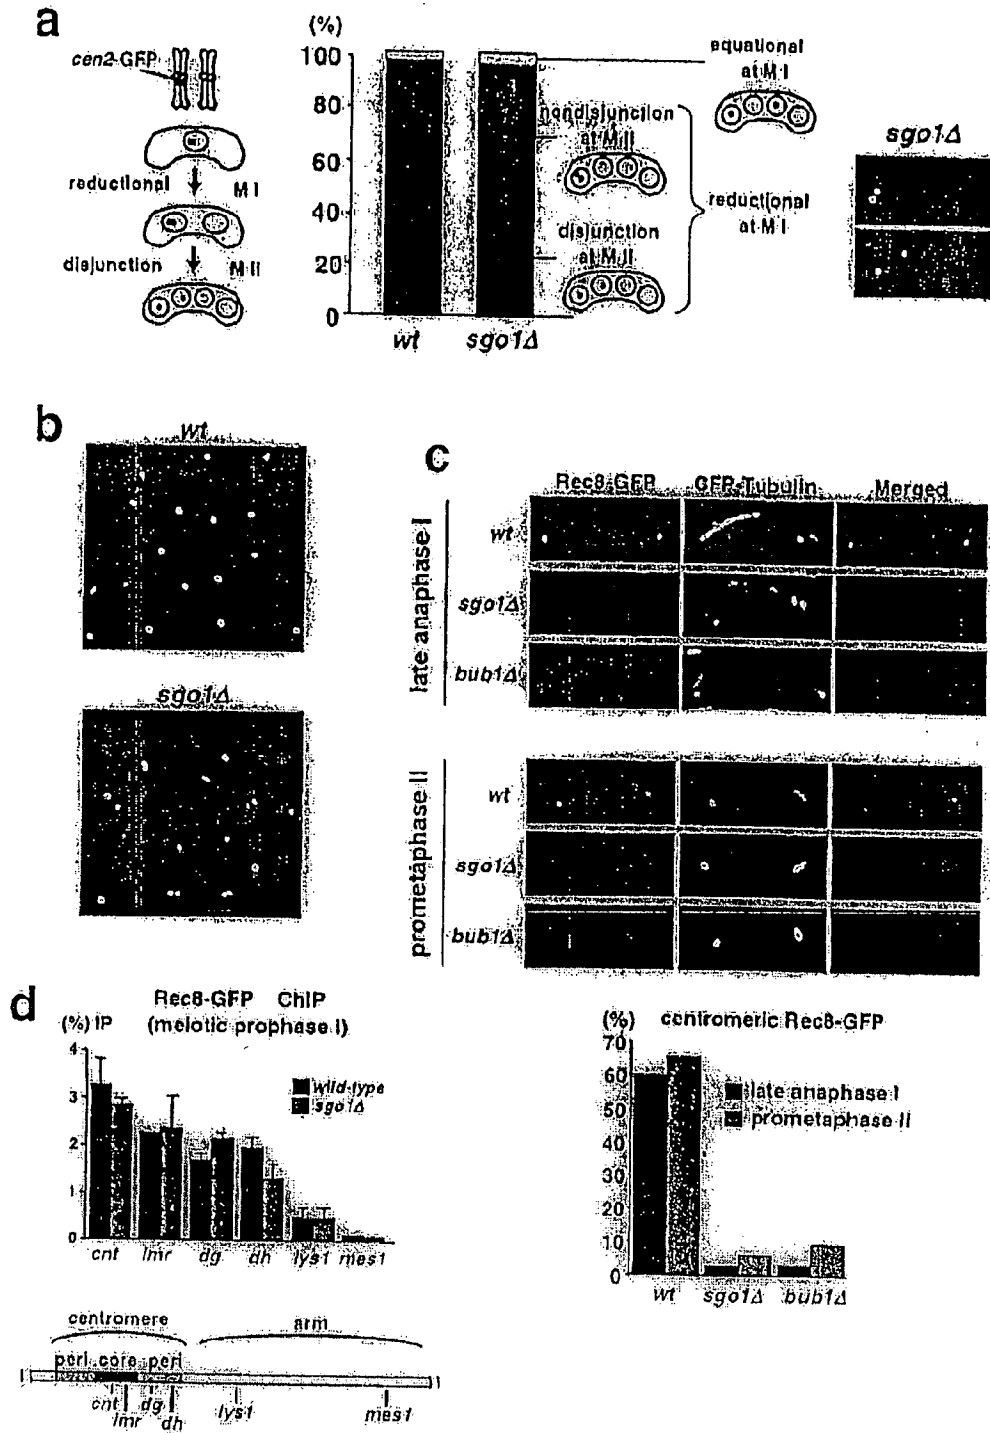 a
cen2-GFP
reductional
M I
disjunction
M II
(%)
100
80
60
40
20
0
wt
sgo1Δ
equational
at M I
nondisjunction
at M II
disjunction
at M II
reductional
at M I
sgo1Δ
b
wt
sgo1Δ
c
Rec8-GFP
CFP-Tubulin
Merged
late anaphase I
wt
sgo1Δ
bub1Δ
prometaphase II
wt
sgo1Δ
bub1Δ
d
Rec8-GFP ChIP
(meiotic prophase I)
(%) IP
4
3
2
1
0
wild-type
sgo1Δ
cnt
imr
dg
dh
lys1
mes1
centromere
arm
peri
core
peri
cnt
imr
dg
dh
lys1
mes1
(%)
centromeric Rec8-GFP
70
60
50
40
30
20
10
0
late anaphase I
prometaphase II
wt
sgo1Δ
bub1Δ